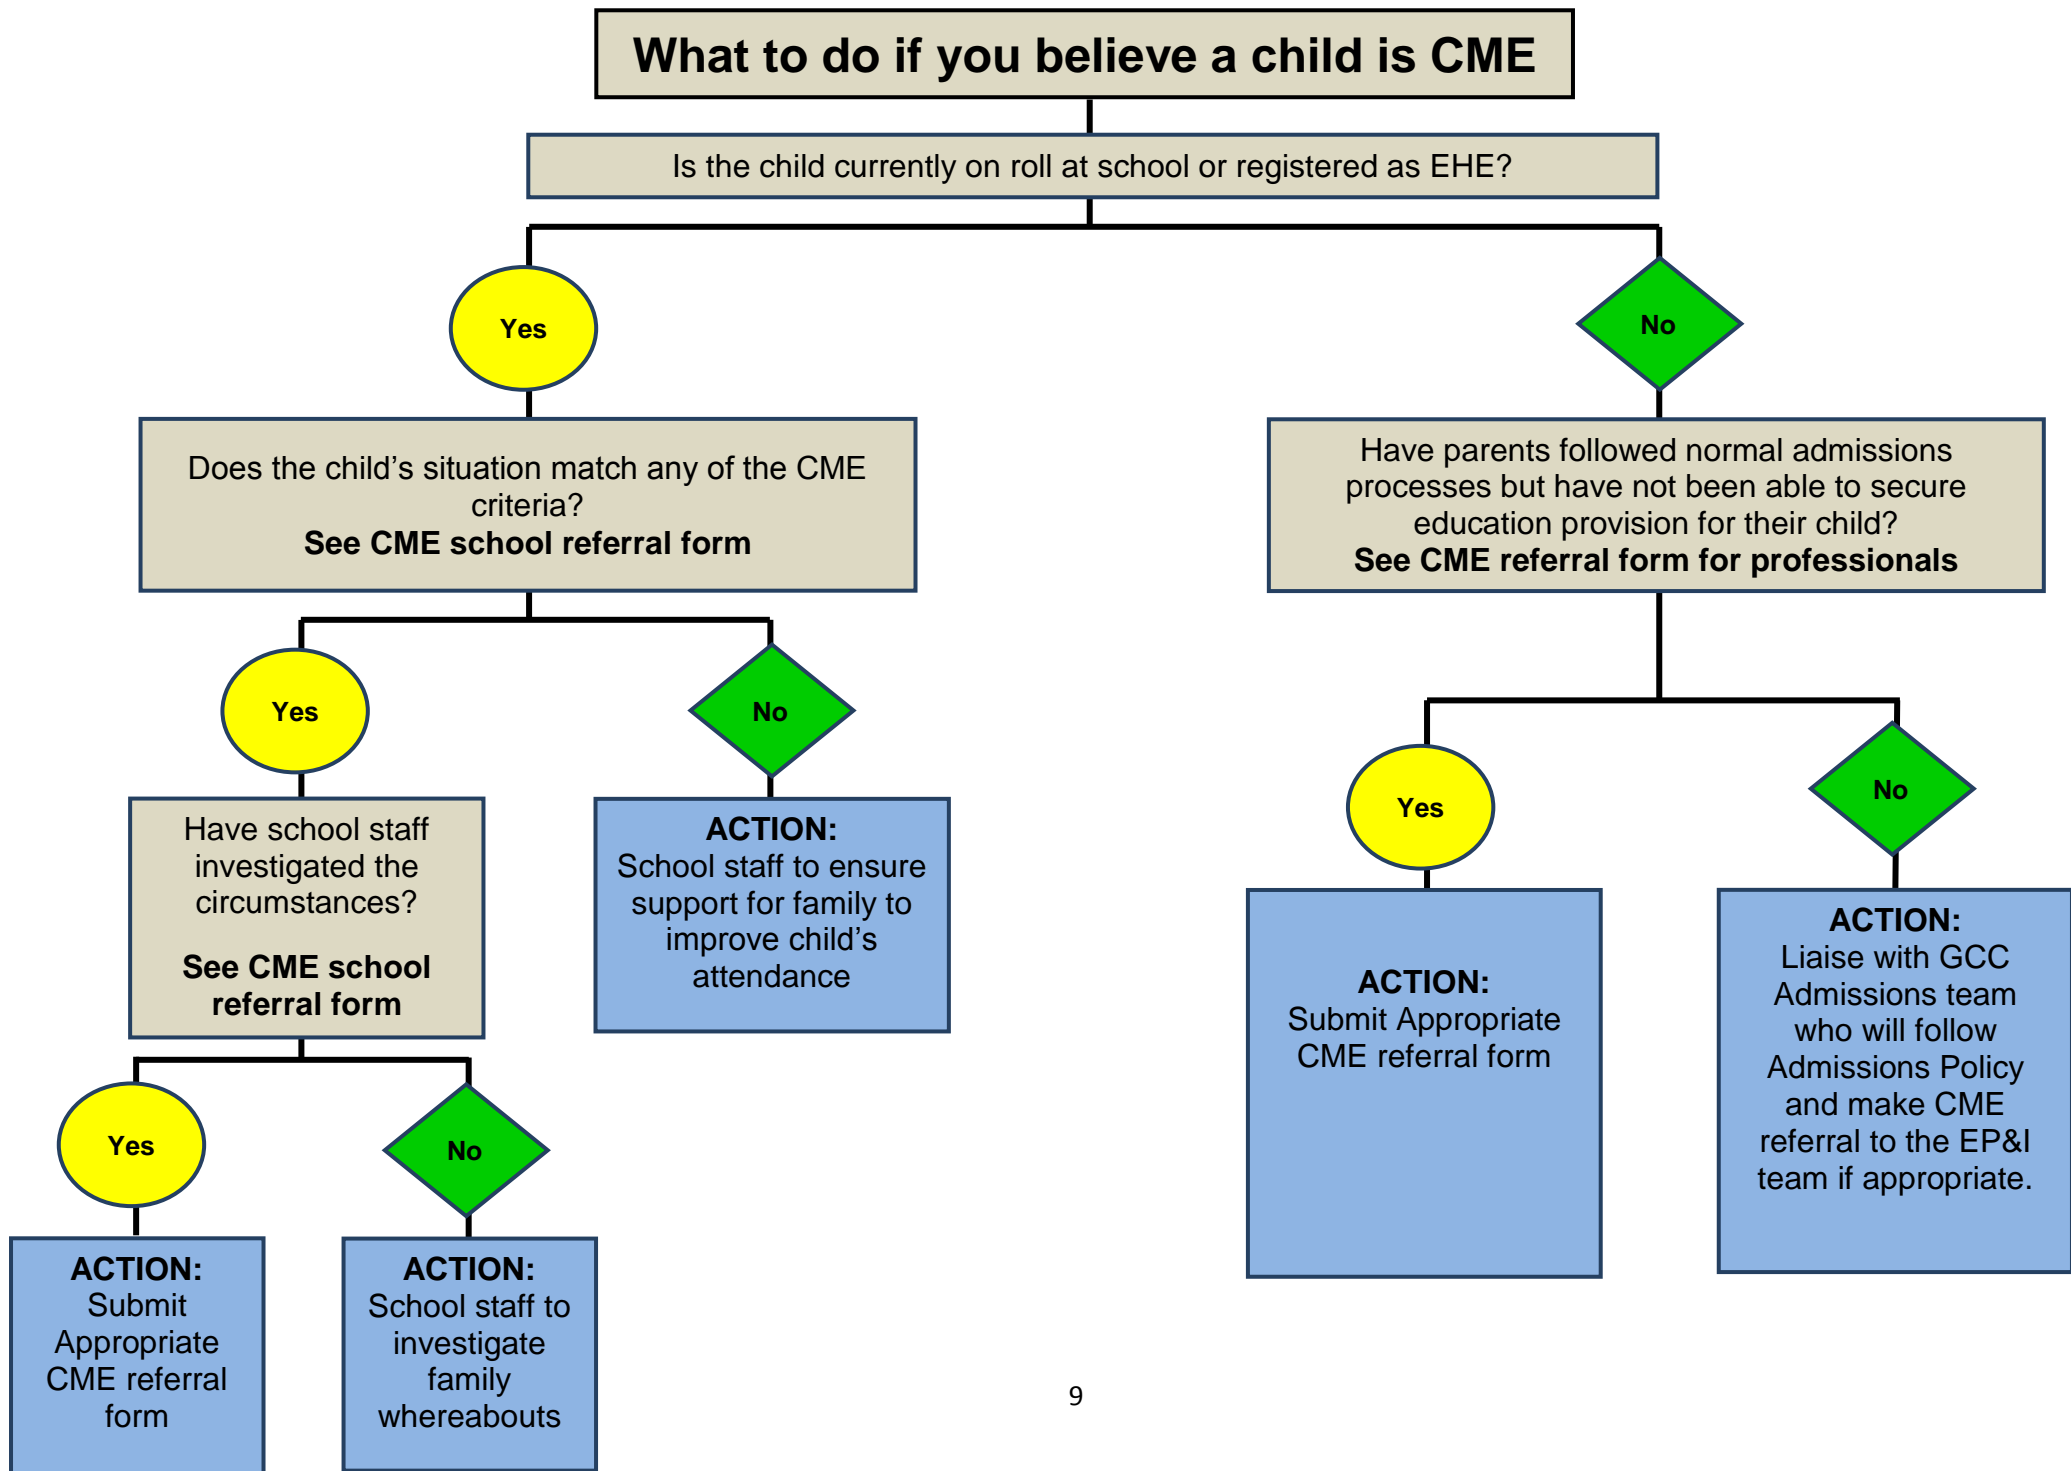 What to do if you believe a child is CME
Is the child currently on roll at school or registered as EHE?
Yes
No
Does the child’s situation match any of the CME
criteria?
See CME school referral form
Have parents followed normal admissions
processes but have not been able to secure
education provision for their child?
See CME referral form for professionals
Yes
No
Yes
No
Have school staff
investigated the
circumstances?
See CME school
referral form
ACTION:
School staff to ensure
support for family to
improve child’s
attendance
ACTION:
Submit Appropriate
CME referral form
ACTION:
Liaise with GCC
Admissions team
who will follow
Admissions Policy
and make CME
referral to the EP&I
team if appropriate.
Yes
No
ACTION:
Submit
Appropriate
CME referral
form
ACTION:
School staff to
investigate
family
whereabouts
9